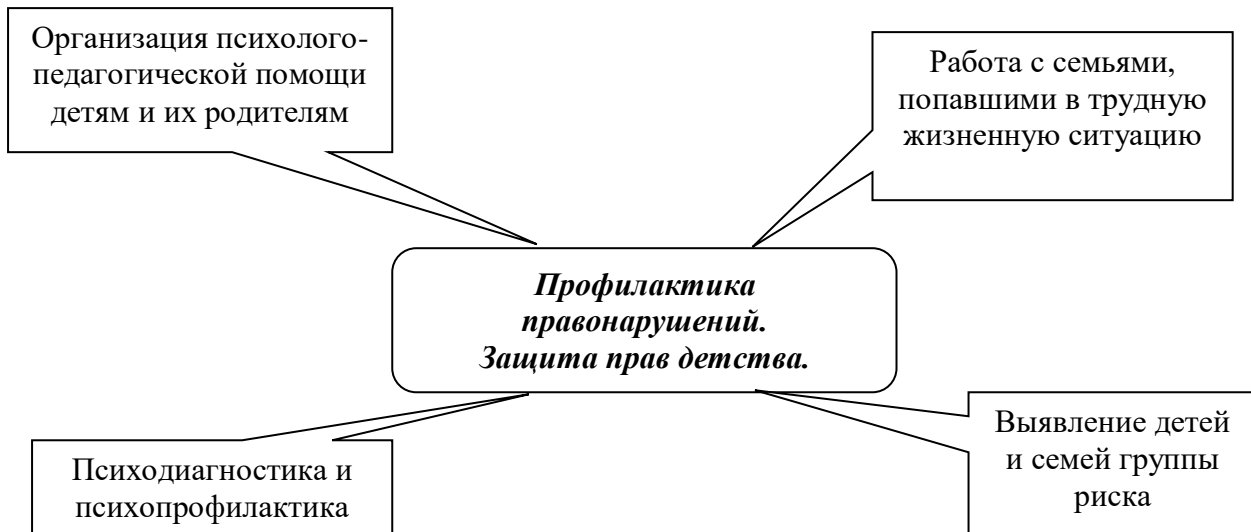 Организация психолого-
педагогической помощи
детям и их родителям
Работа с семьями,
попавшими в трудную
жизненную ситуацию
Профилактика
правонарушений.
Защита прав детства.
Психодиагностика и
психопрофилактика
Выявление детей
и семей группы
риска